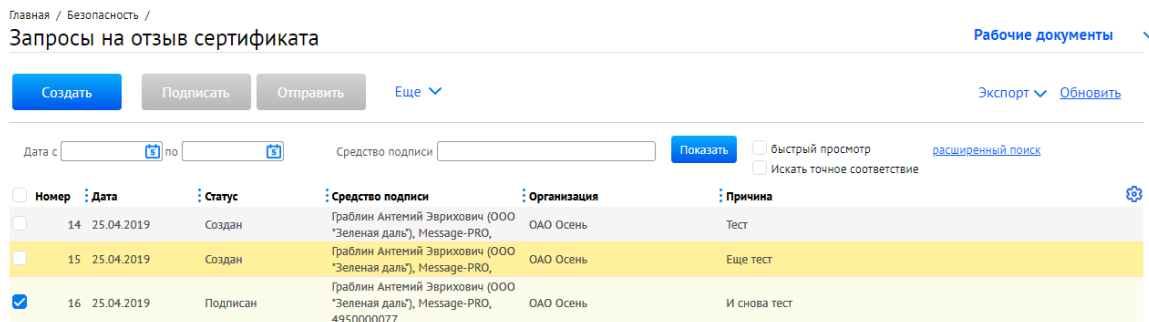 Главная / Безопасность /
Запросы на отзыв сертификата
Рабочие документы
Создать Подписать Отправить Еще Экспорт Обновить
Дата с по Средство подписи Показать быстрый просмотр расширенный поиск
Искать точное соответствие
Номер Дата Статус Средство подписи Организация Причина
14 25.04.2019 Создан Граблин Антемий Эврихович (ООО "Зеленая даль"), Message-PRO, ОАО Осень Тест
15 25.04.2019 Создан Граблин Антемий Эврихович (ООО "Зеленая даль"), Message-PRO, ОАО Осень Еще тест
16 25.04.2019 Подписан Граблин Антемий Эврихович (ООО "Зеленая даль"), Message-PRO, 4950000077 ОАО Осень И снова тест